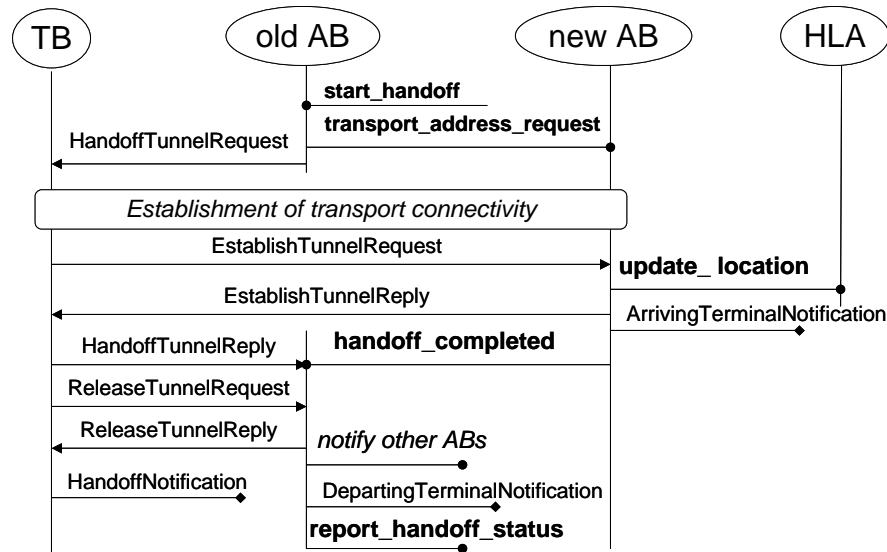 TB
old AB
new AB
HLA
start_handoff
transport_address_request
HandoffTunnelRequest
Establishment of transport connectivity
EstablishTunnelRequest
update_ location
EstablishTunnelReply
ArrivingTerminalNotification
HandoffTunnelReply
handoff_completed
ReleaseTunnelRequest
ReleaseTunnelReply
notify other ABs
HandoffNotification
DepartingTerminalNotification
report_handoff_status